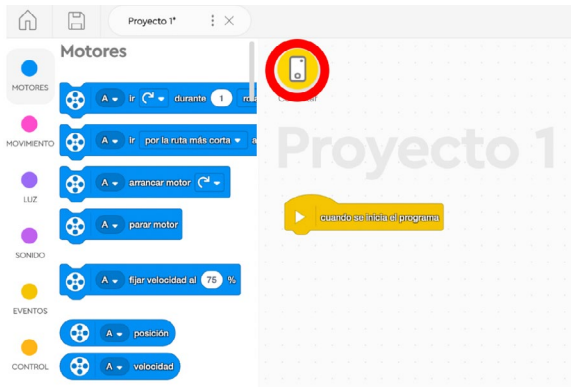 Proyecto 1*
Motores
MOTORES
A ir durante 1
MOVIMIENTO
A ir por la ruta más corta
LUZ
A arrancar motor
A parar motor
SONIDO
A fijar velocidad al 75 %
EVENTOS
A posición
CONTROL
A velocidad
Proyecto 1
cuando se inicia el programa